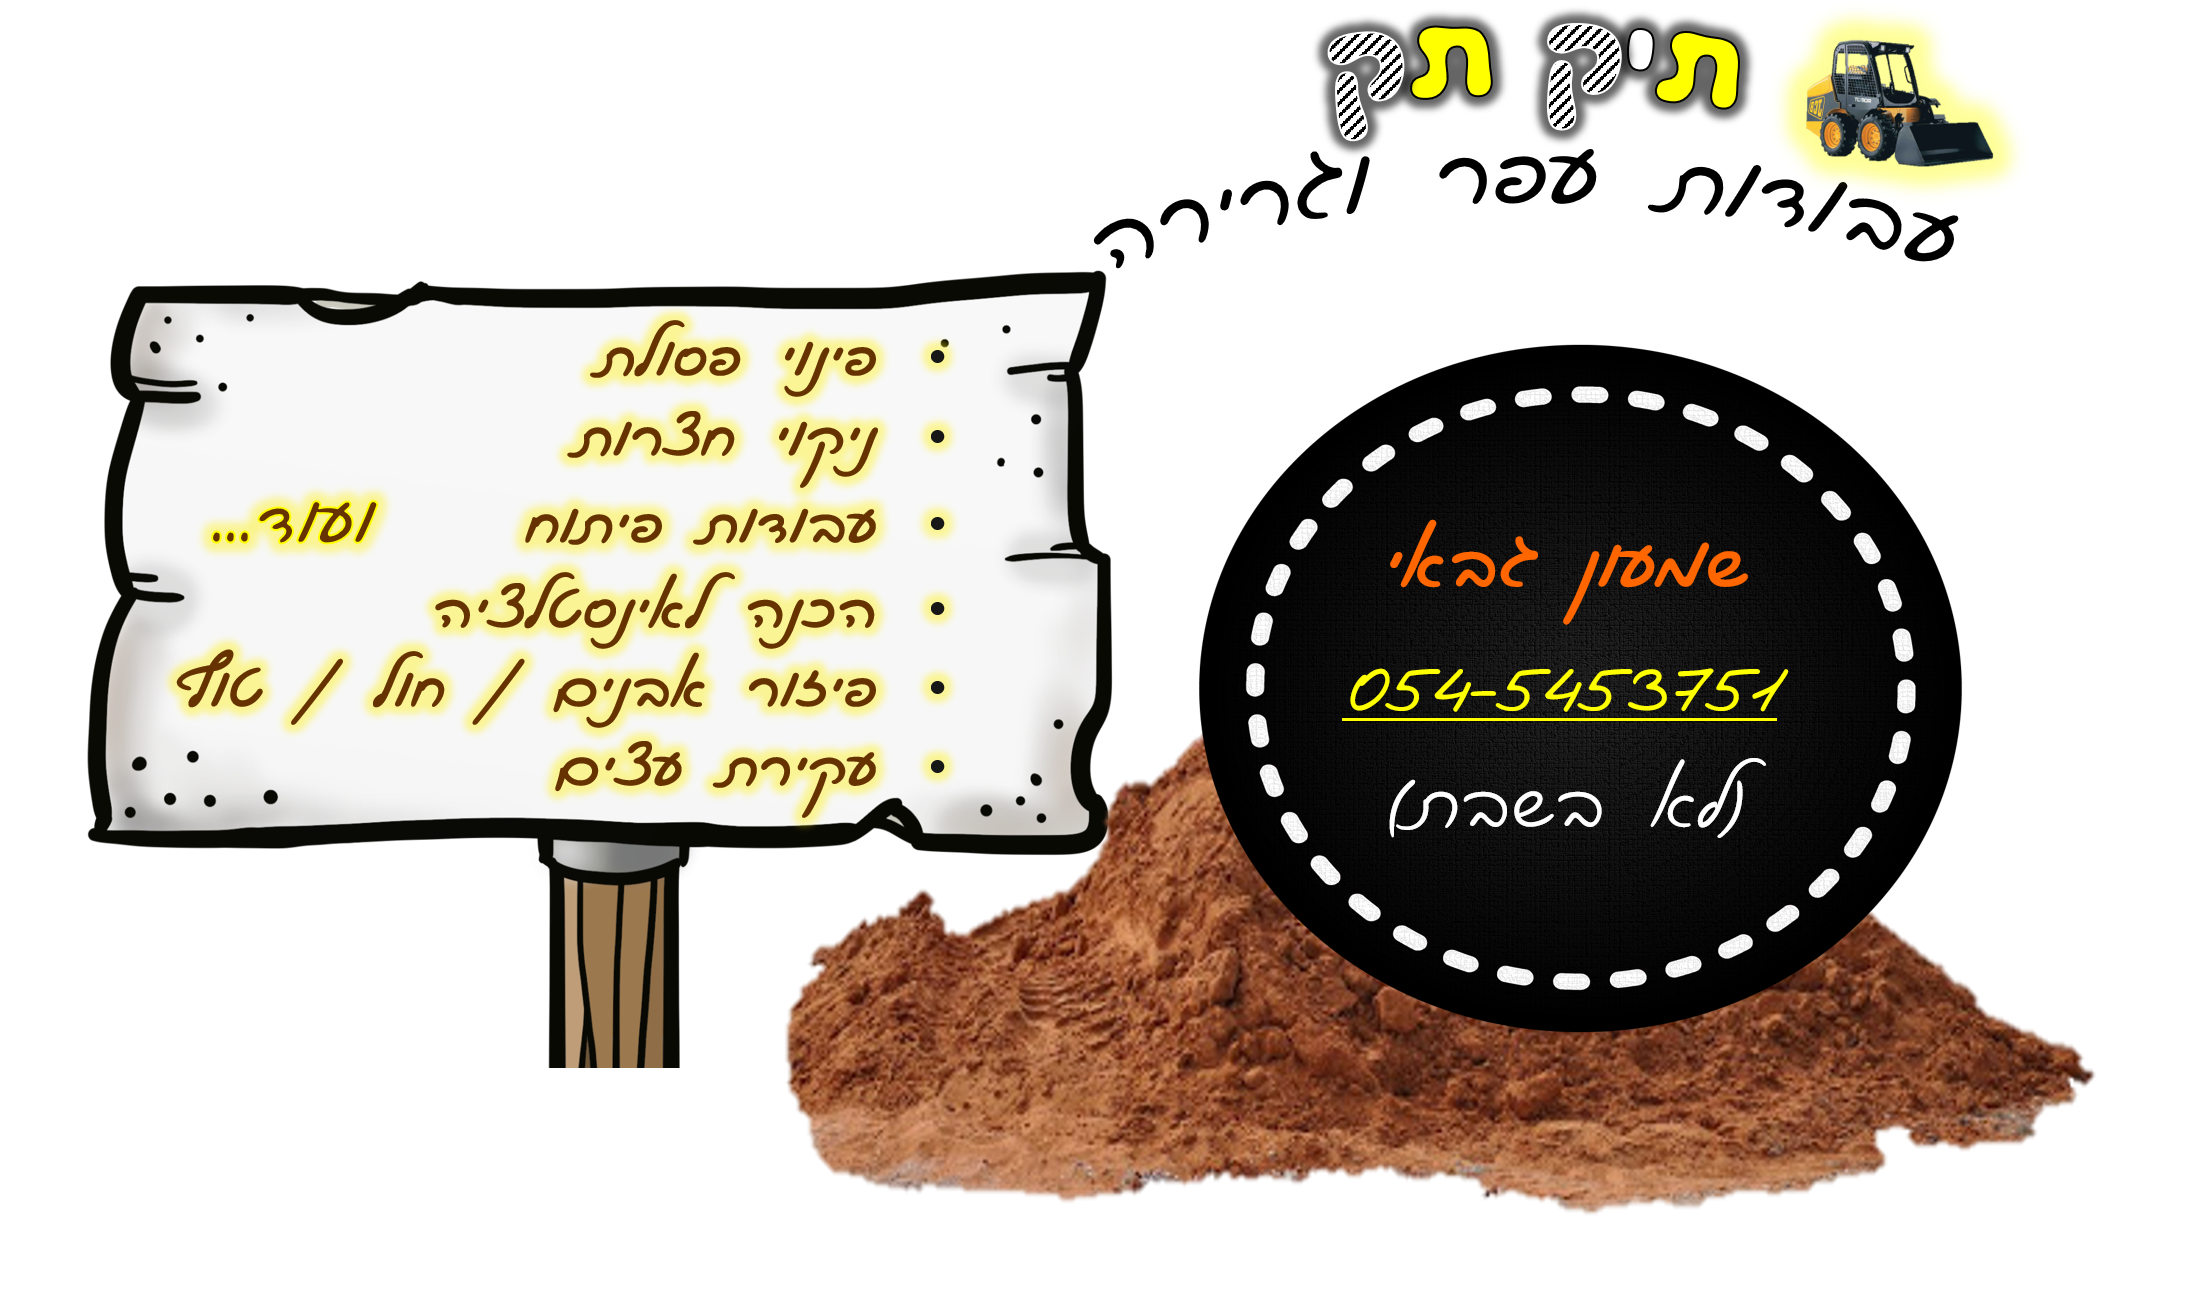 תיק תק
עבודות עפר וגרירה
פינוי פסולת
ניקוי חצרות
עבודות פיתוח
ועוד...
הכנה לאינסטלציה
פיזור אבנים / חול / טוף
עקירת עצים
שמעון גבאי
054-5453751
(לא בשבת)